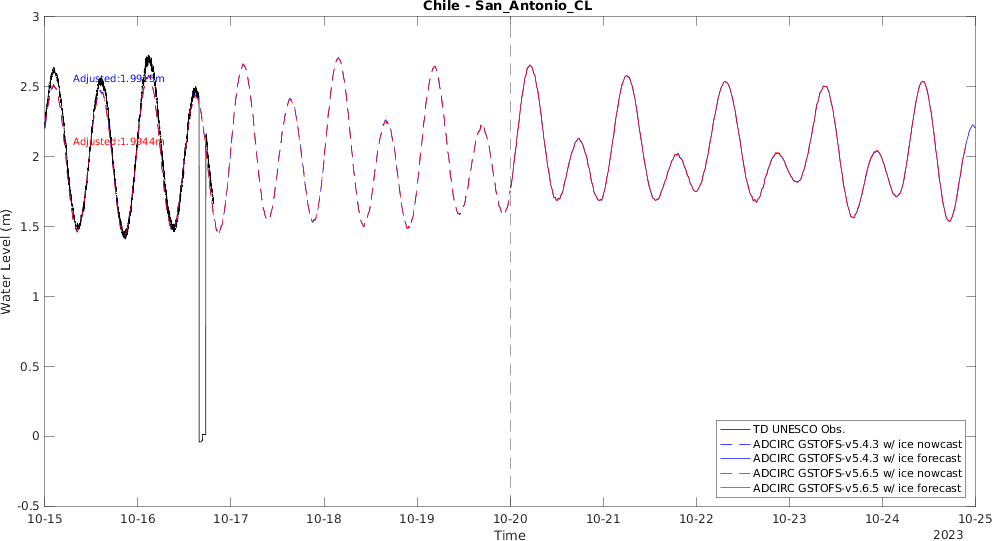 Chile - San_Antonio_CL
3
2.5
2
1.5
1
0.5
0
-0.5
Water Level (m)
Adjusted:1.9944m
10-15
10-16
10-17
10-18
10-19
10-20
10-21
10-22
10-23
10-24
10-25
Time
2023
TD UNESCO Obs.
ADCIRC GSTOFS-v5.4.3 w/ ice nowcast
ADCIRC GSTOFS-v5.4.3 w/ ice forecast
ADCIRC GSTOFS-v5.6.5 w/ ice nowcast
ADCIRC GSTOFS-v5.6.5 w/ ice forecast